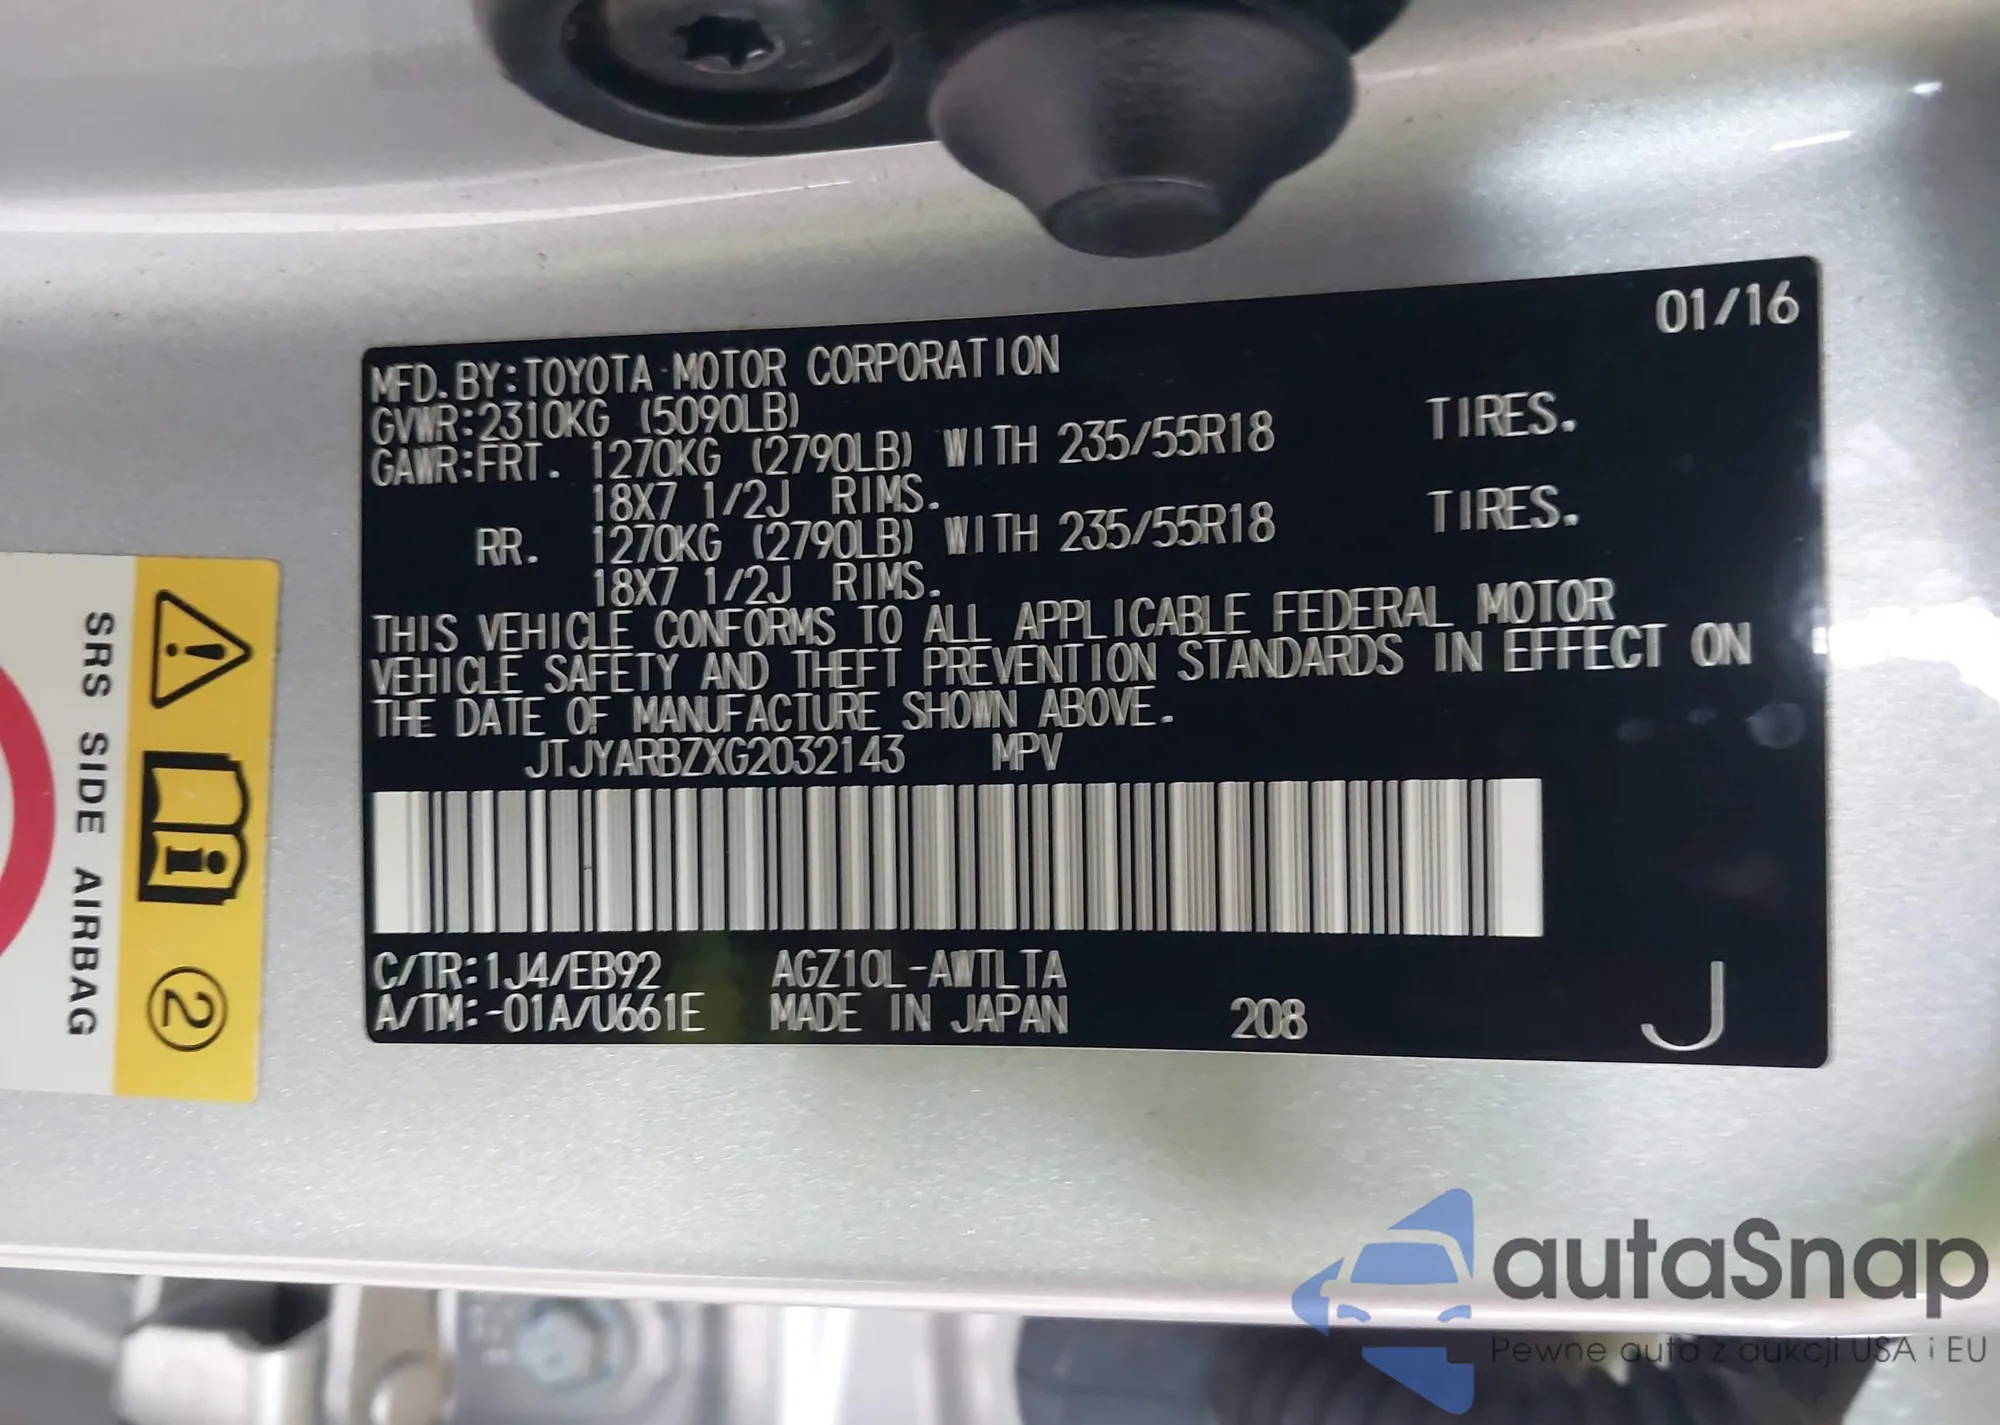 01/16
MFD.BY:TOYOTA MOTOR CORPORATION
GVWR:2310KG (5090LB)
GAWR:FRT. 1270KG (2790LB) WITH 235/55R18 TIRES.
18X7 1/2J RIMS.
RR. 1270KG (2790LB) WITH 235/55R18 TIRES.
18X7 1/2J RIMS.
THIS VEHICLE CONFORMS TO ALL APPLICABLE FEDERAL MOTOR
VEHICLE SAFETY AND THEFT PREVENTION STANDARDS IN EFFECT ON
THE DATE OF MANUFACTURE SHOWN ABOVE.
JTJYARBZXG2032143 MPV
C/TR:1J4/EB92 AGZ10L-AWTLTA
A/TM:-01A/U661E MADE IN JAPAN 208 J
SRS SIDE AIRBAG
2
autaSnap
Pewne auta z aukcji USA i EU